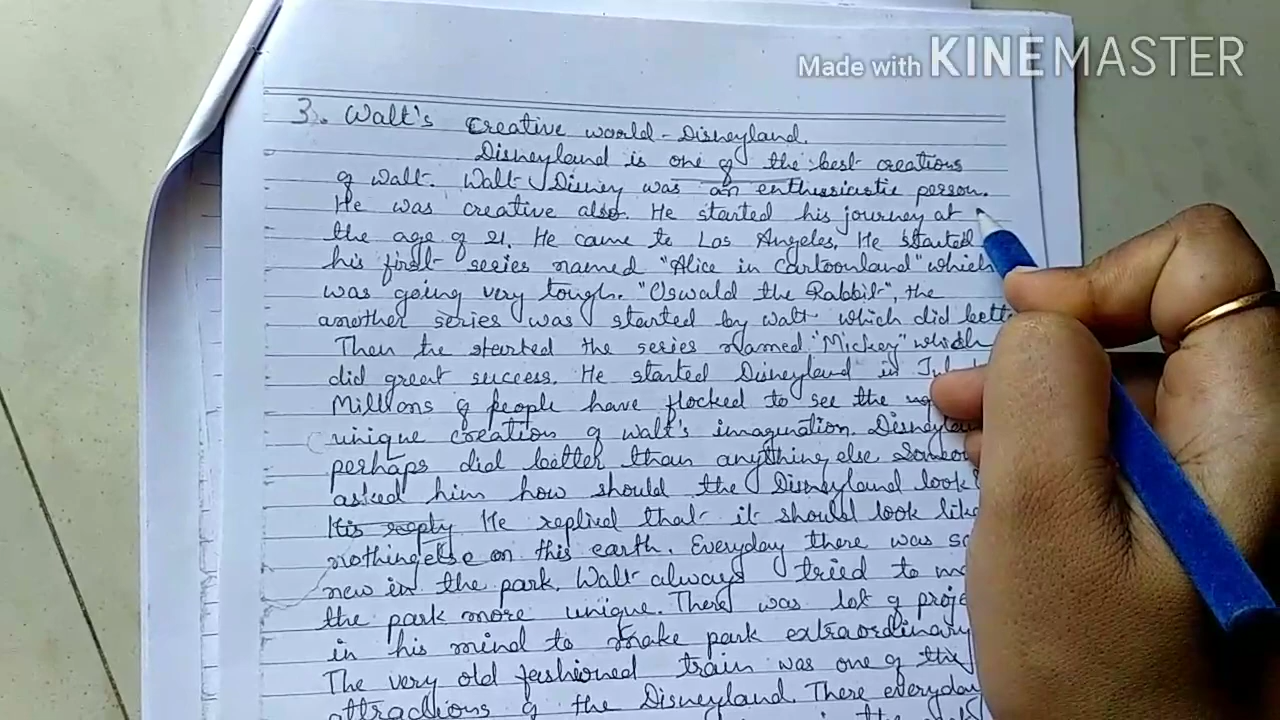 Made with KINEMASTER
3. Walt's Creative world - Disneyland.
Disneyland is one of the best creations
of walt. Walt Disney was an enthusiastic person.
He was creative also. He started his journey at
the age of 21. He came to Los Angeles. He started
his first series named "Alice in Cartoonland" which
was going very tough. "Oswald the Rabbit", the
another series was started by walt which did
Then he started the series named "Mickey" which
did great success. He started Disneyland in
Millions of people have flocked to see the
unique creation of walt's imagination.
perhaps did better than anything else
asked him how should the Disneyland look
His reply He replied that it should look like
nothing else on this earth. Everyday there was
new in the park. Walt always tried to
the park more unique. There was lot of
in his mind to make park extraordinary
The very old fashioned train was one of the
attractions of the Disneyland. There everyday